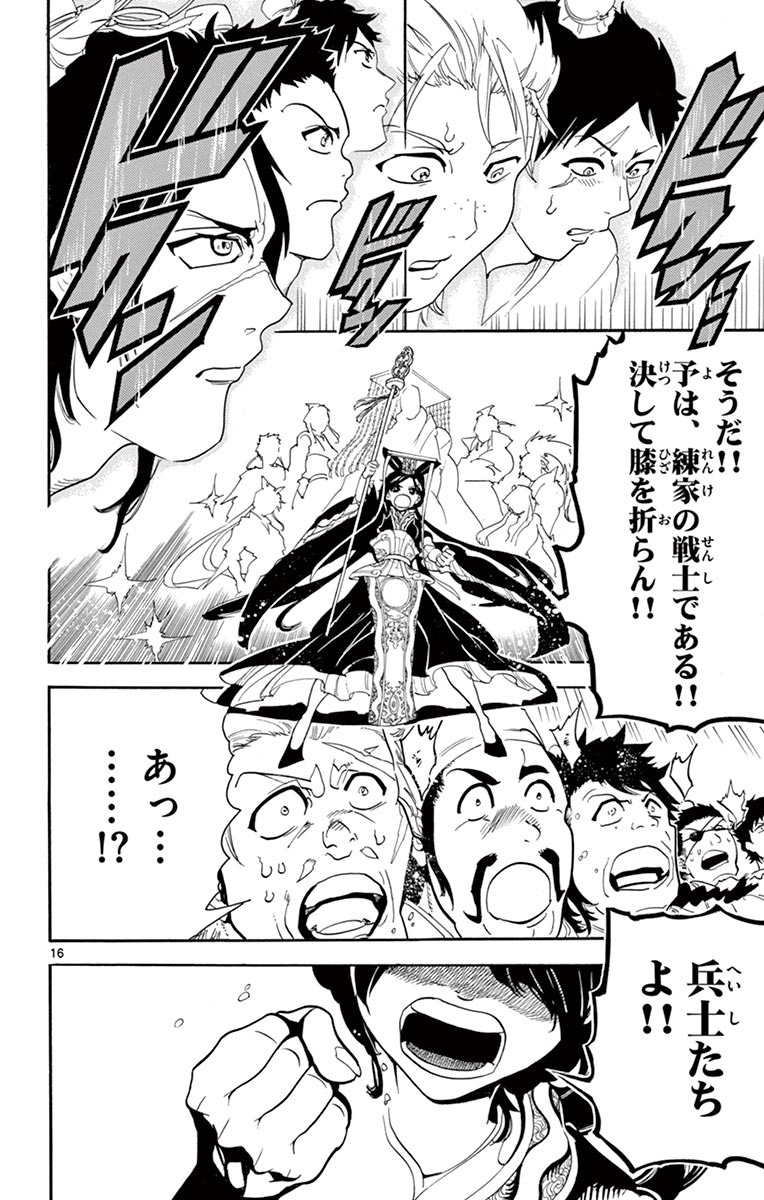 ドクン
ドクン
ドクン
そうだ!!
予は、練家の戦士である!!
決して膝を折らん!!
あっ…
……
!?
兵士たち
よ!!
16